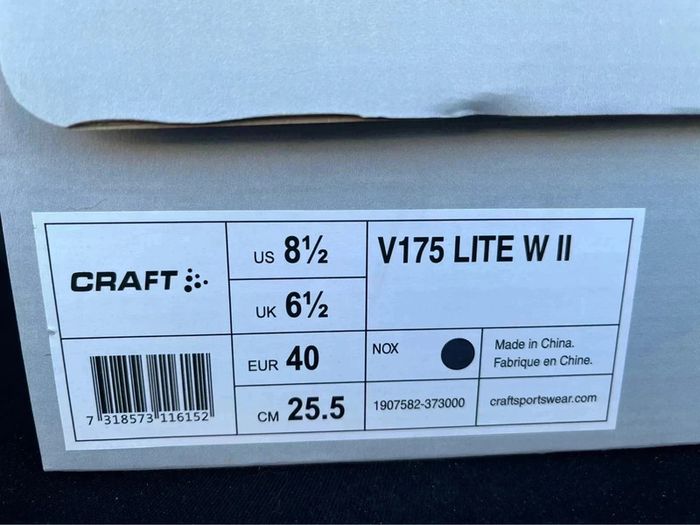 CRAFT
US 8½
UK 6½
EUR 40
CM 25.5
V175 LITE W II
NOX
Made in China.
Fabrique en Chine.
1907582-373000
craftsportswear.com
7 318573 116152